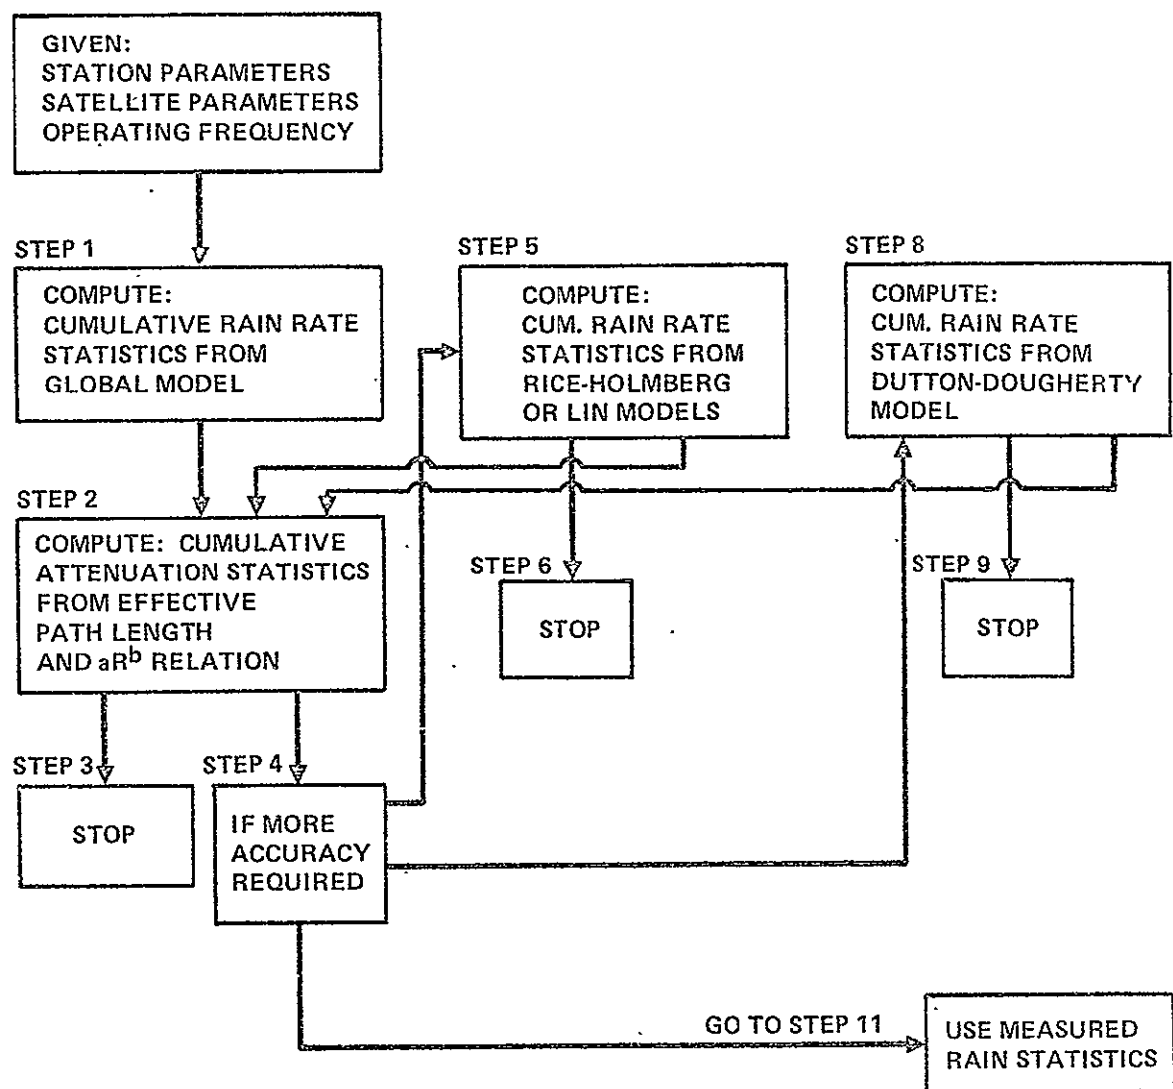 GIVEN:
STATION PARAMETERS
SATELLITE PARAMETERS
OPERATING FREQUENCY
STEP 1
COMPUTE:
CUMULATIVE RAIN RATE
STATISTICS FROM
GLOBAL MODEL
STEP 5
COMPUTE:
CUM. RAIN RATE
STATISTICS FROM
RICE-HOLMBERG
OR LIN MODELS
STEP 8
COMPUTE:
CUM. RAIN RATE
STATISTICS FROM
DUTTON-DOUGHERTY
MODEL
STEP 2
COMPUTE: CUMULATIVE
ATTENUATION STATISTICS
FROM EFFECTIVE
PATH LENGTH
AND aR^b RELATION
STEP 6
STOP
STEP 9
STOP
STEP 3
STOP
STEP 4
IF MORE
ACCURACY
REQUIRED
GO TO STEP 11
USE MEASURED
RAIN STATISTICS